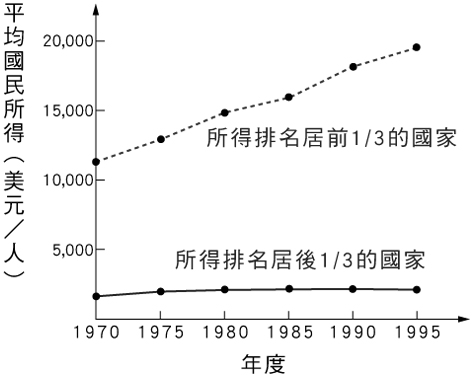 平均國民所得（美元／人）
20,000
15,000
10,000
5,000
所得排名居前1/3的國家
所得排名居後1/3的國家
1970 1975 1980 1985 1990 1995
年度